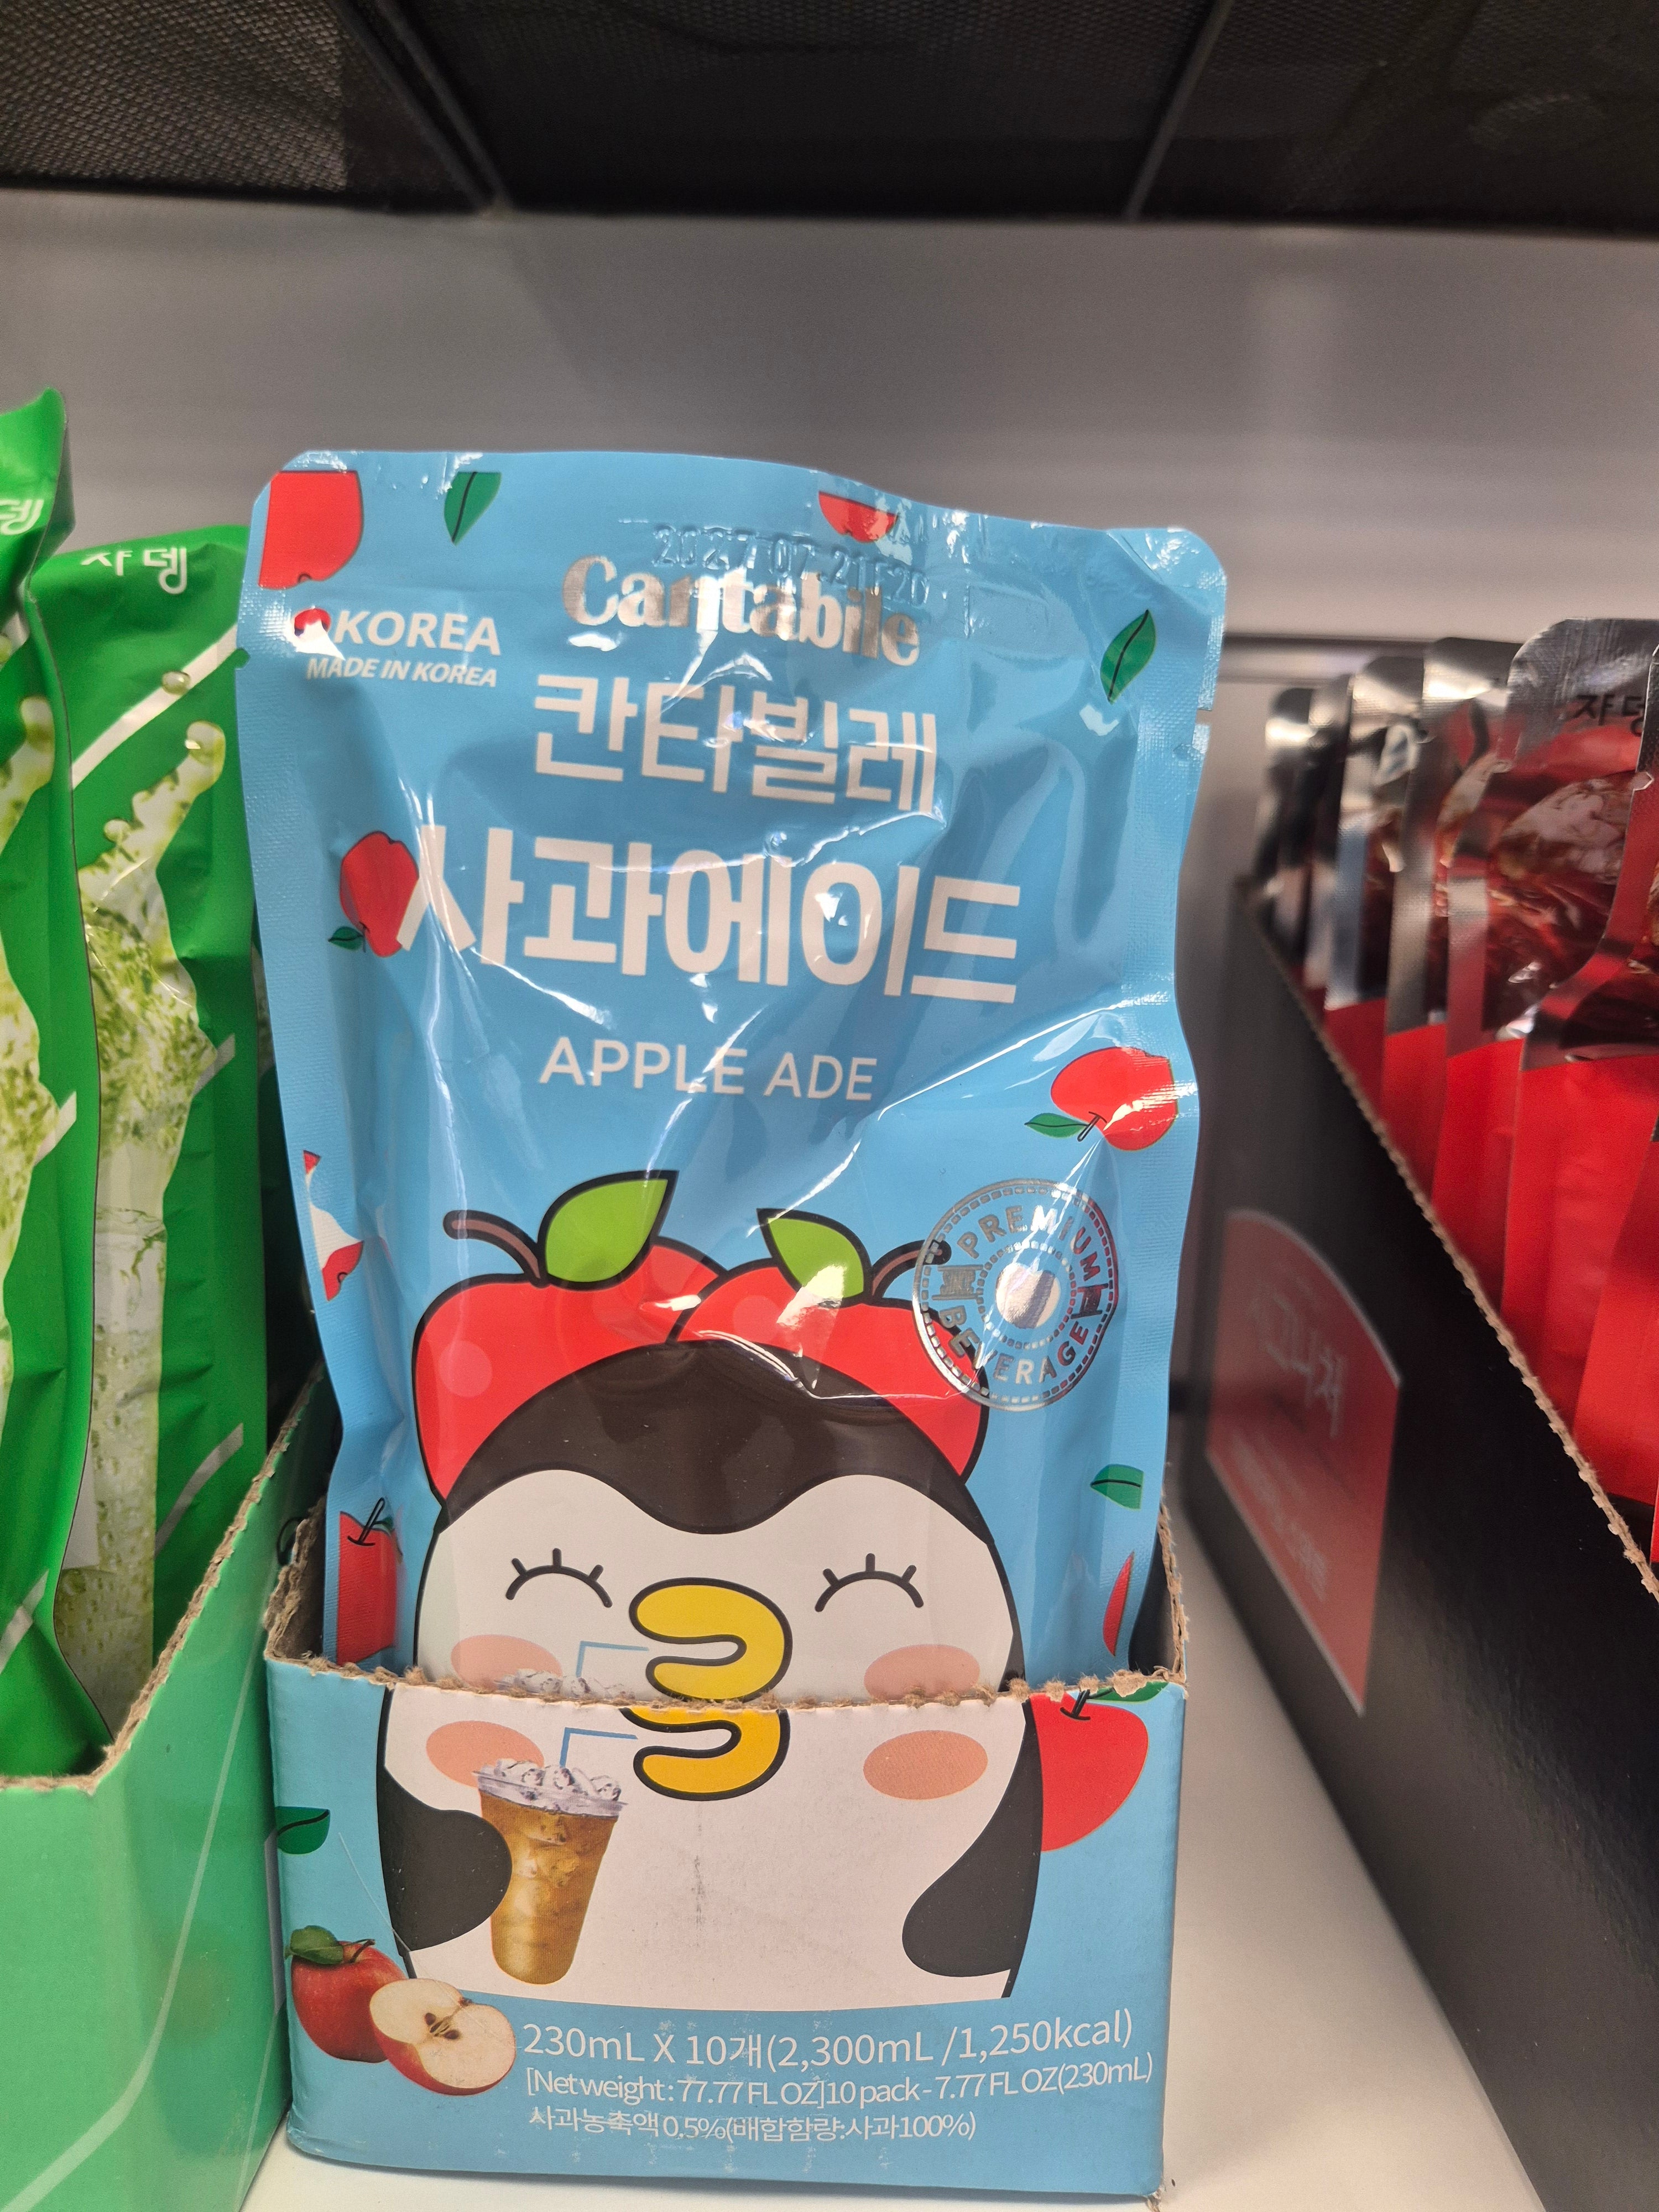 2027.07.21F20
Cantabile
KOREA
MADE IN KOREA
칸타빌레
사과에이드
APPLE ADE
PREMIUM
BEVERAGE
230mL X 10개(2,300mL /1,250kcal)
[Net weight : 77.77 FL OZ]10 pack - 7.77 FL OZ(230mL)
사과농축액 0.5%(배합함량:사과100%)
뎅
쟈뎅
쟈뎅